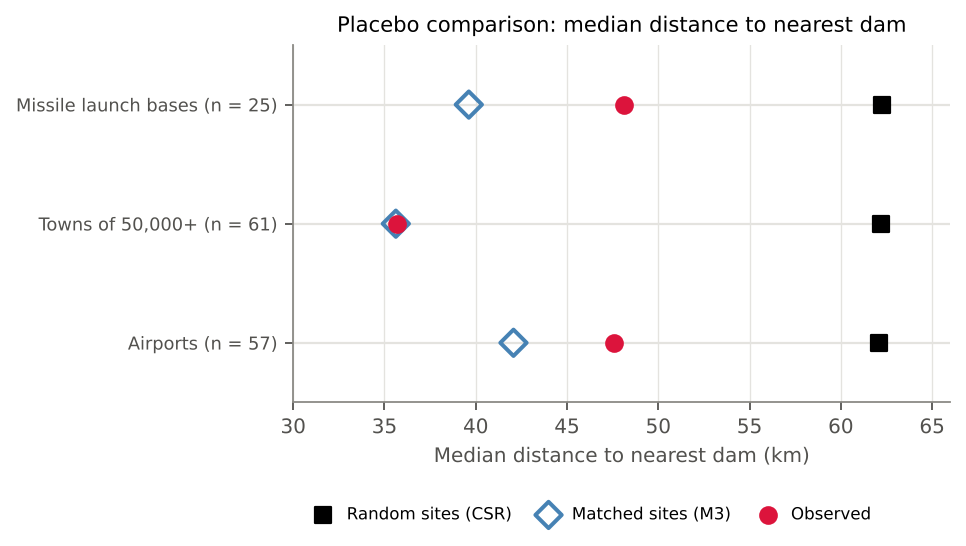 Placebo comparison: median distance to nearest dam
Missile launch bases (n = 25)
Towns of 50,000+ (n = 61)
Airports (n = 57)
30 35 40 45 50 55 60 65
Median distance to nearest dam (km)
Random sites (CSR) Matched sites (M3) Observed